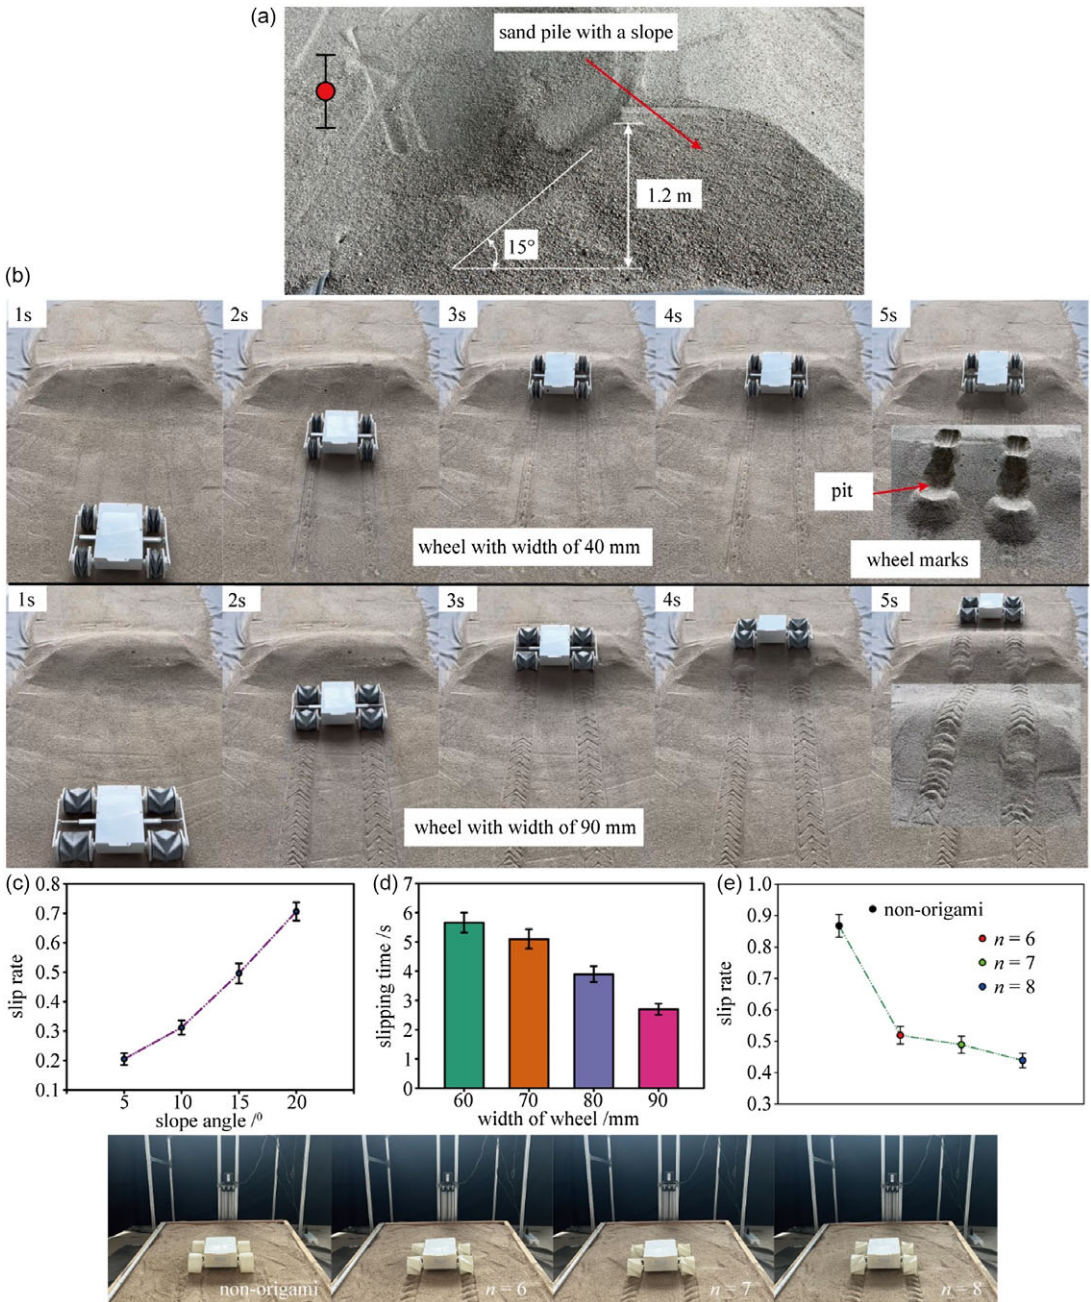 (a)
sand pile with a slope
1.2 m
15°
(b)
1s
2s
3s
4s
5s
pit
wheel with width of 40 mm
wheel marks
1s
2s
3s
4s
5s
wheel with width of 90 mm
(c)
0.8
0.7
0.6
0.5
0.4
0.3
0.2
0.1
slip rate
5
10
15
20
slope angle /⁰
(d)
7
6
5
4
3
2
1
0
slipping time /s
60
70
80
90
width of wheel /mm
(e)
1.0
0.9
0.8
0.7
0.6
0.5
0.4
0.3
slip rate
non-origami
n = 6
n = 7
n = 8
non-origami
n = 6
n = 7
n = 8